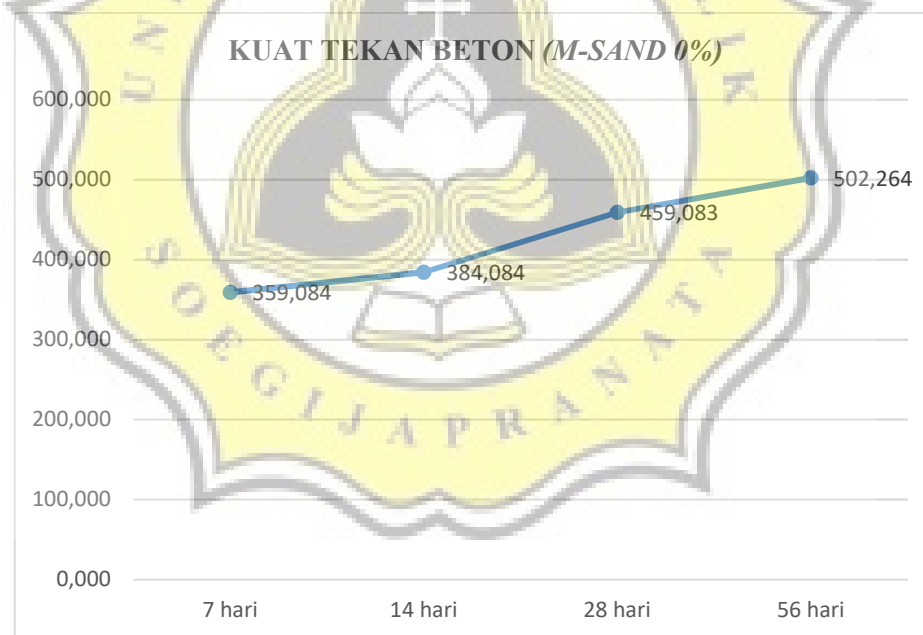 KUAT TEKAN BETON (M-SAND 0%)
600,000
500,000
400,000
300,000
200,000
100,000
0,000
359,084
384,084
459,083
502,264
7 hari
14 hari
28 hari
56 hari
SOEGIJAPRANATA